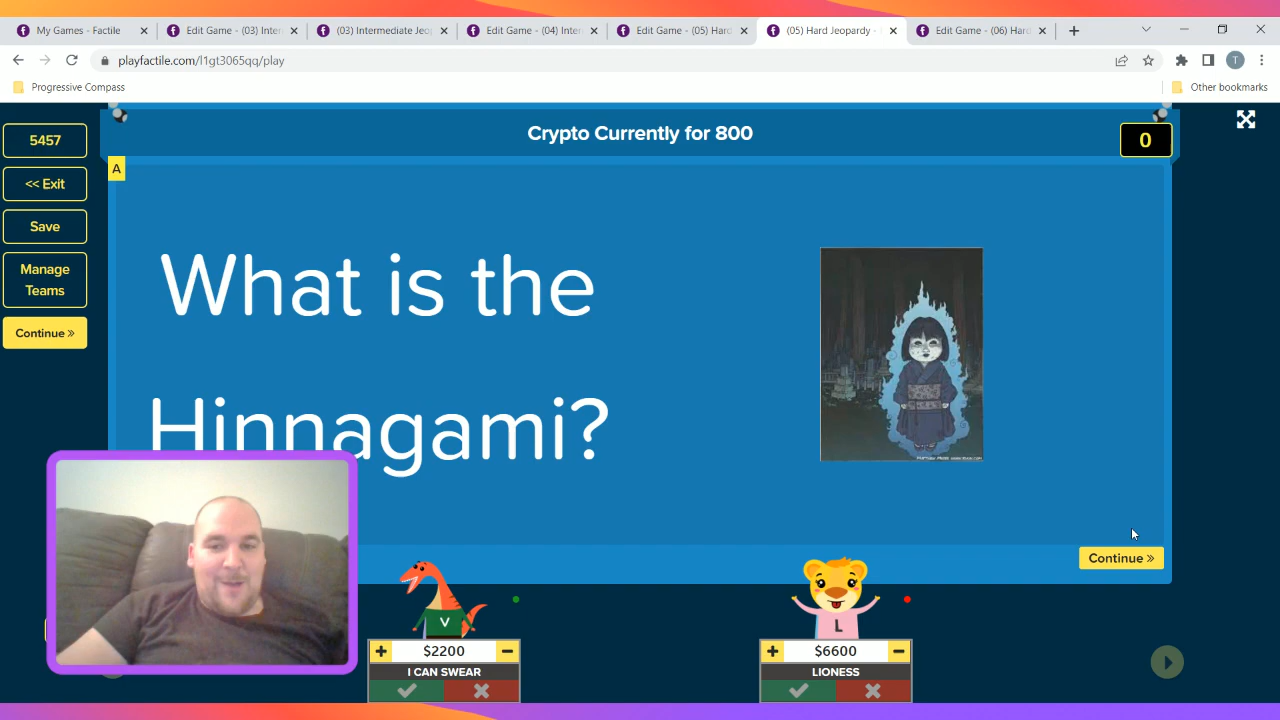 My Games - Factile
Edit Game - (03) Inter
(03) Intermediate Jeo
Edit Game - (04) Inter
Edit Game - (05) Hard
(05) Hard Jeopardy -
Edit Game - (06) Hard
playfactile.com/l1gt3065qq/play
T
Progressive Compass
Other bookmarks
5457
Crypto Currently for 800
0
A
<< Exit
Save
Manage
Teams
Continue »
What is the
Hinnagami?
Continue »
V
L
+ $2200 −
+ $6600 −
I CAN SWEAR
LIONESS